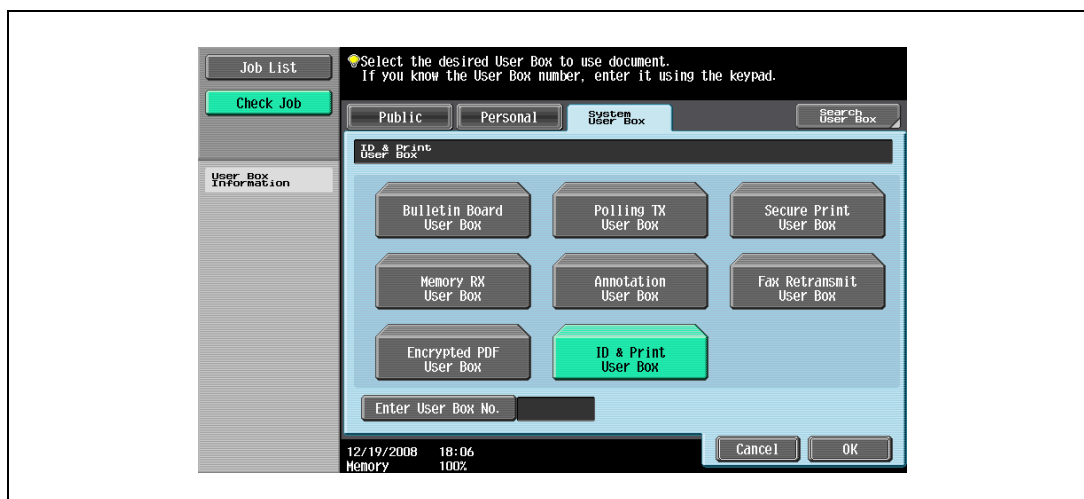 Job List
Check Job
User Box
Information
Select the desired User Box to use document.
If you know the User Box number, enter it using the keypad.
Public
Personal
System
User Box
Search
User Box
ID & Print
User Box
Bulletin Board
User Box
Polling TX
User Box
Secure Print
User Box
Memory RX
User Box
Annotation
User Box
Fax Retransmit
User Box
Encrypted PDF
User Box
ID & Print
User Box
Enter User Box No.
12/19/2008 18:06
Memory 100%
Cancel
OK